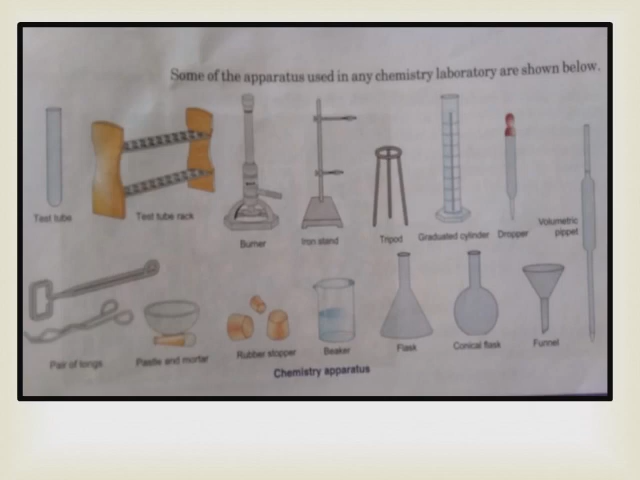 Some of the apparatus used in any chemistry laboratory are shown below.
Test tube
Test tube rack
Burner
Iron stand
Tripod
Graduated cylinder
Dropper
Volumetric
pippet
Pair of tongs
Pastle and mortar
Rubber stopper
Beaker
Flask
Conical flask
Funnel
Chemistry apparatus